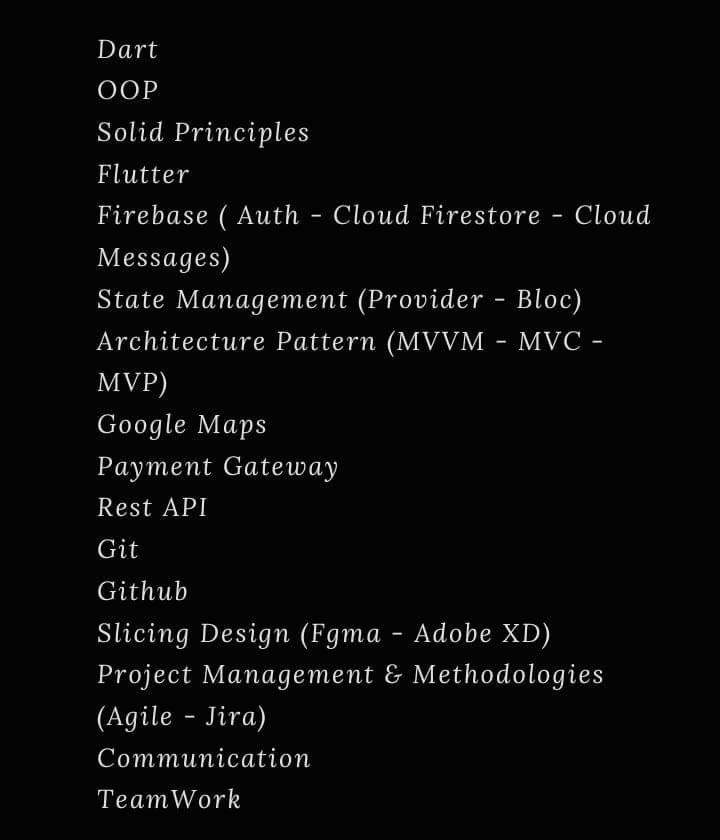 Dart
OOP
Solid Principles
Flutter
Firebase ( Auth - Cloud Firestore - Cloud
Messages)
State Management (Provider - Bloc)
Architecture Pattern (MVVM - MVC -
MVP)
Google Maps
Payment Gateway
Rest API
Git
Github
Slicing Design (Fgma - Adobe XD)
Project Management & Methodologies
(Agile - Jira)
Communication
TeamWork